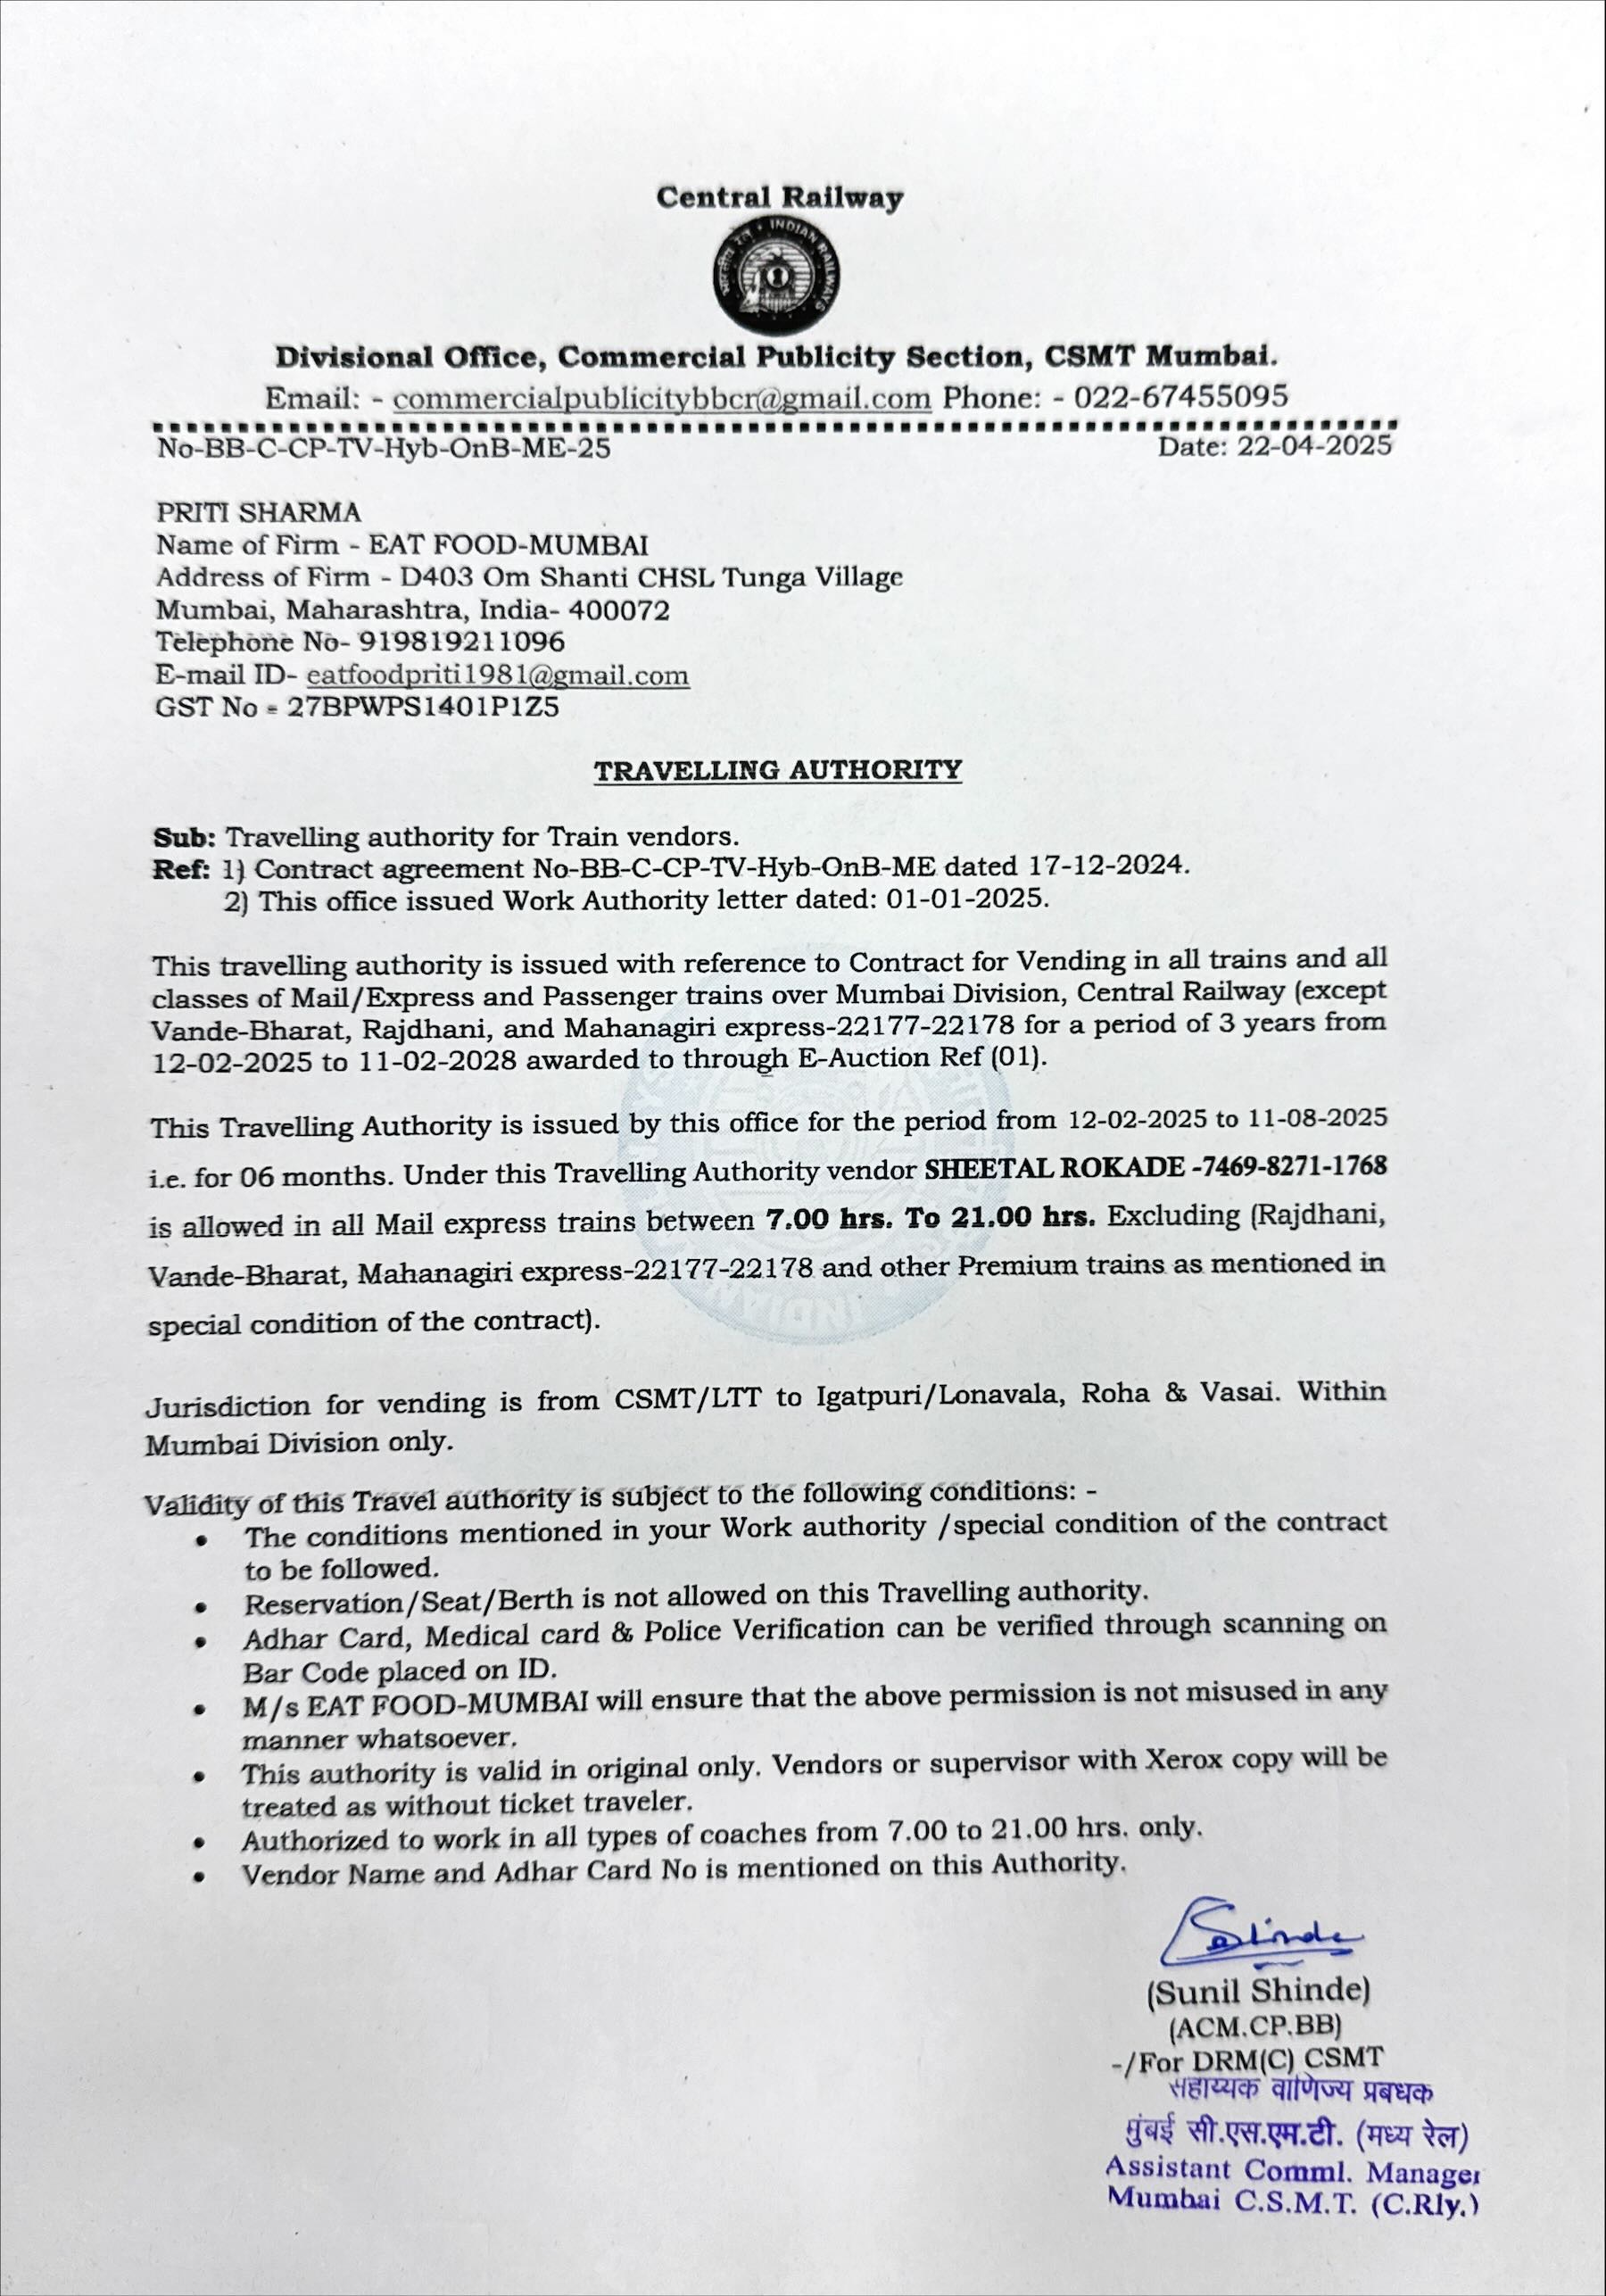 Central Railway
भारतीय रेल • INDIAN RAILWAYS
Divisional Office, Commercial Publicity Section, CSMT Mumbai.
Email: - commercialpublicitybbcr@gmail.com Phone: - 022-67455095
No-BB-C-CP-TV-Hyb-OnB-ME-25 Date: 22-04-2025
PRITI SHARMA
Name of Firm - EAT FOOD-MUMBAI
Address of Firm - D403 Om Shanti CHSL Tunga Village
Mumbai, Maharashtra, India- 400072
Telephone No- 919819211096
E-mail ID- eatfoodpriti1981@gmail.com
GST No - 27BPWPS1401P1Z5
TRAVELLING AUTHORITY
Sub: Travelling authority for Train vendors.
Ref: 1) Contract agreement No-BB-C-CP-TV-Hyb-OnB-ME dated 17-12-2024.
2) This office issued Work Authority letter dated: 01-01-2025.
This travelling authority is issued with reference to Contract for Vending in all trains and all
classes of Mail/Express and Passenger trains over Mumbai Division, Central Railway (except
Vande-Bharat, Rajdhani, and Mahanagiri express-22177-22178 for a period of 3 years from
12-02-2025 to 11-02-2028 awarded to through E-Auction Ref (01).
This Travelling Authority is issued by this office for the period from 12-02-2025 to 11-08-2025
i.e. for 06 months. Under this Travelling Authority vendor SHEETAL ROKADE -7469-8271-1768
is allowed in all Mail express trains between 7.00 hrs. To 21.00 hrs. Excluding (Rajdhani,
Vande-Bharat, Mahanagiri express-22177-22178 and other Premium trains as mentioned in
special condition of the contract).
Jurisdiction for vending is from CSMT/LTT to Igatpuri/Lonavala, Roha & Vasai. Within
Mumbai Division only.
Validity of this Travel authority is subject to the following conditions: -
• The conditions mentioned in your Work authority /special condition of the contract
to be followed.
• Reservation/Seat/Berth is not allowed on this Travelling authority.
• Adhar Card, Medical card & Police Verification can be verified through scanning on
Bar Code placed on ID.
• M/s EAT FOOD-MUMBAI will ensure that the above permission is not misused in any
manner whatsoever.
• This authority is valid in original only. Vendors or supervisor with Xerox copy will be
treated as without ticket traveler.
• Authorized to work in all types of coaches from 7.00 to 21.00 hrs. only.
• Vendor Name and Adhar Card No is mentioned on this Authority.
Shinde
(Sunil Shinde)
(ACM.CP.BB)
-/For DRM(C) CSMT
सहाय्यक वाणिज्य प्रबधक
मुंबई सी.एस.एम.टी. (मध्य रेल)
Assistant Comml. Manager
Mumbai C.S.M.T. (C.Rly.)